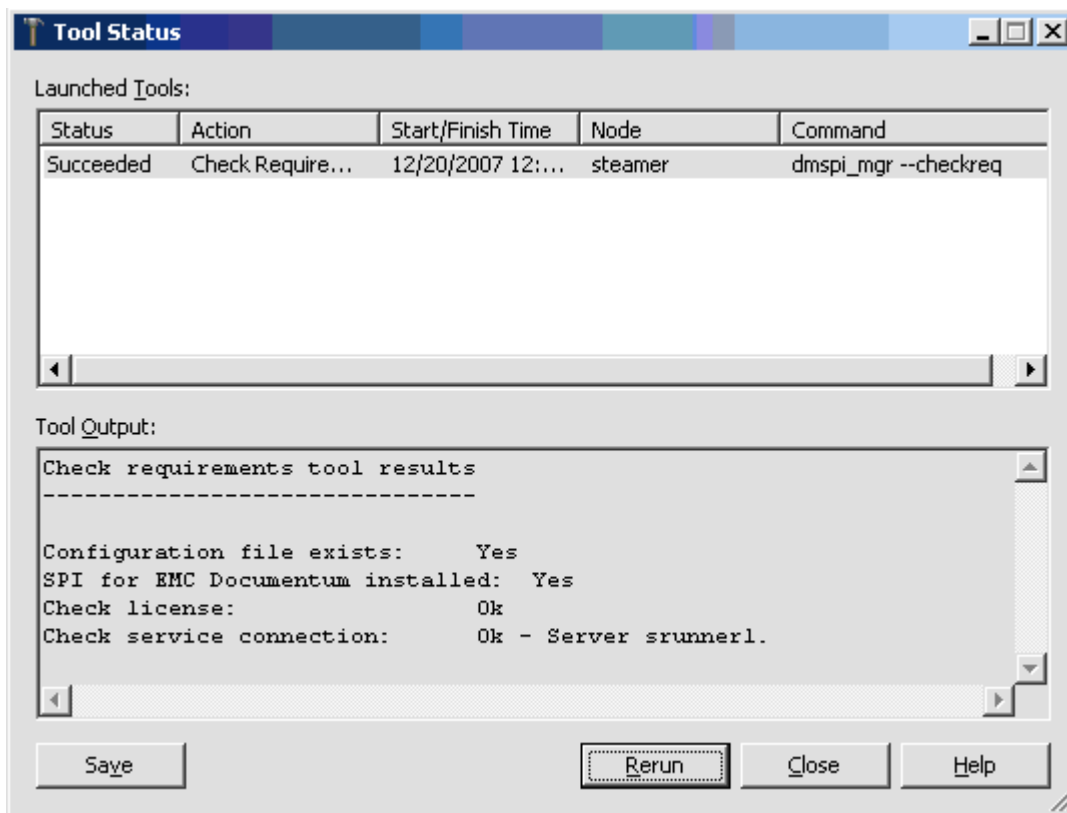 Tool Status
Launched Tools:
Status Action Start/Finish Time Node Command
Succeeded Check Require... 12/20/2007 12:... steamer dmspi_mgr --checkreq
Tool Output:
Check requirements tool results
-------------------------------
Configuration file exists: Yes
SPI for EMC Documentum installed: Yes
Check license: Ok
Check service connection: Ok - Server srunner1.
Save Rerun Close Help